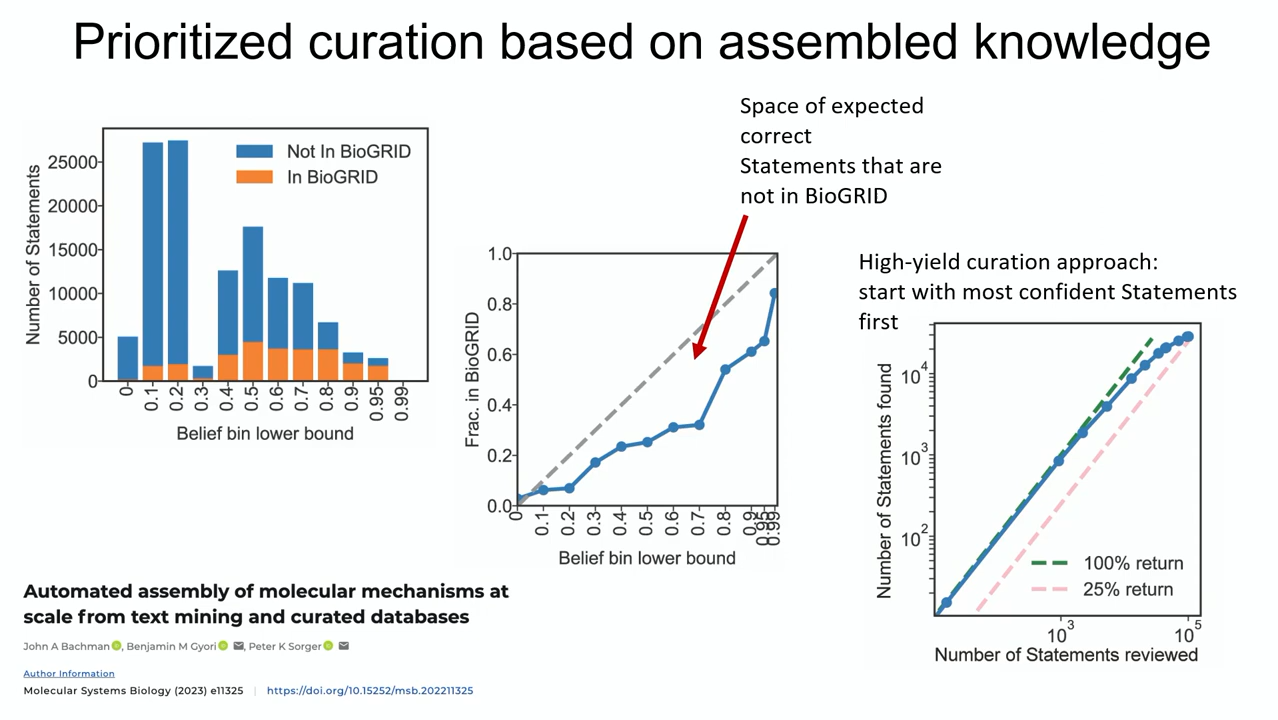 Prioritized curation based on assembled knowledge
Number of Statements
25000
20000
15000
10000
5000
0
Not In BioGRID
In BioGRID
0
0.1
0.2
0.3
0.4
0.5
0.6
0.7
0.8
0.9
0.95
0.99
Belief bin lower bound
Space of expected
correct
Statements that are
not in BioGRID
Frac. in BioGRID
1.0
0.8
0.6
0.4
0.2
0.0
0
0.1
0.2
0.3
0.4
0.5
0.6
0.7
0.8
0.9
0.95
0.99
Belief bin lower bound
High-yield curation approach:
start with most confident Statements
first
Number of Statements found
10^4
10^3
10^2
100% return
25% return
10^3
10^5
Number of Statements reviewed
Automated assembly of molecular mechanisms at
scale from text mining and curated databases
John A Bachman, Benjamin M Gyori, Peter K Sorger
Author Information
Molecular Systems Biology (2023) e11325 | https://doi.org/10.15252/msb.202211325